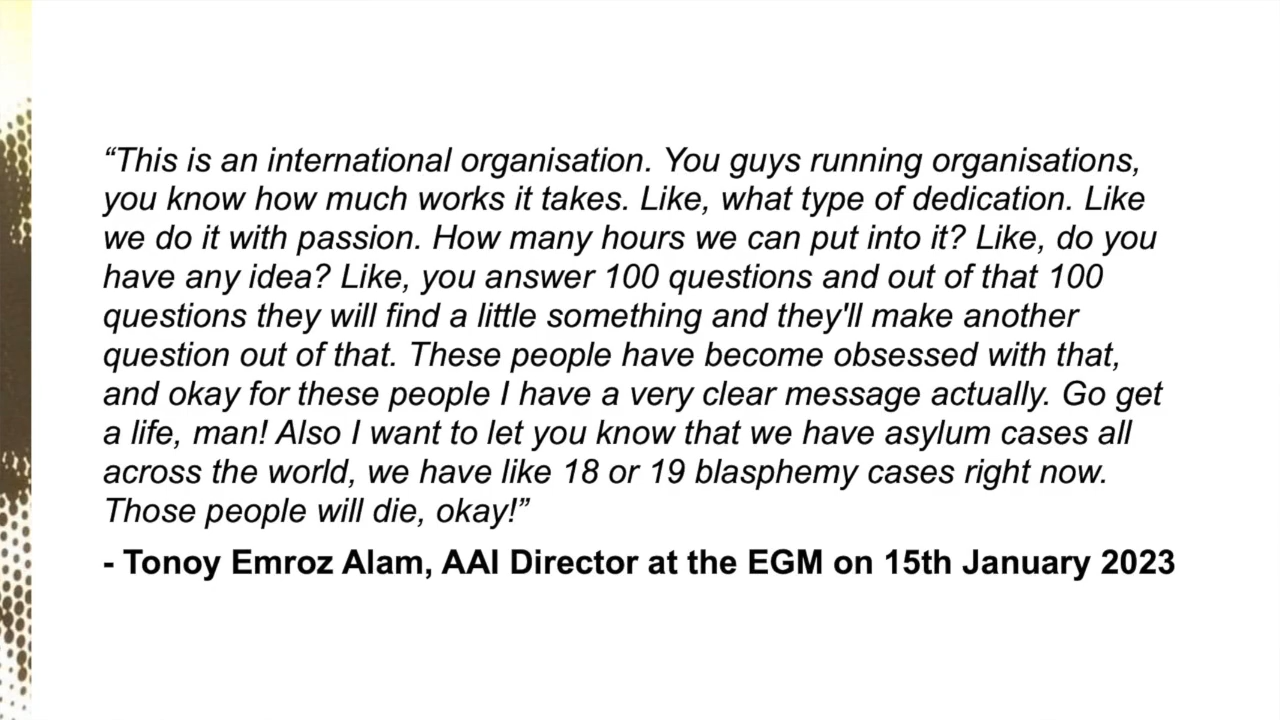 “This is an international organisation. You guys running organisations,
you know how much works it takes. Like, what type of dedication. Like
we do it with passion. How many hours we can put into it? Like, do you
have any idea? Like, you answer 100 questions and out of that 100
questions they will find a little something and they'll make another
question out of that. These people have become obsessed with that,
and okay for these people I have a very clear message actually. Go get
a life, man! Also I want to let you know that we have asylum cases all
across the world, we have like 18 or 19 blasphemy cases right now.
Those people will die, okay!”
- Tonoy Emroz Alam, AAI Director at the EGM on 15th January 2023